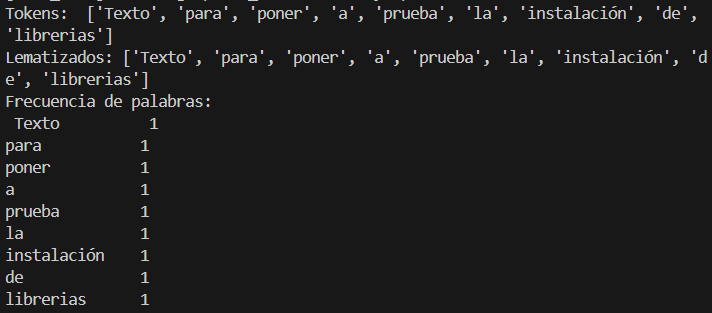 Tokens:  ['Texto', 'para', 'poner', 'a', 'prueba', 'la', 'instalación', 'de',
'librerias']
Lematizados: ['Texto', 'para', 'poner', 'a', 'prueba', 'la', 'instalación', 'd
e', 'librerias']
Frecuencia de palabras:
 Texto          1
para           1
poner          1
a              1
prueba         1
la             1
instalación    1
de             1
librerias      1